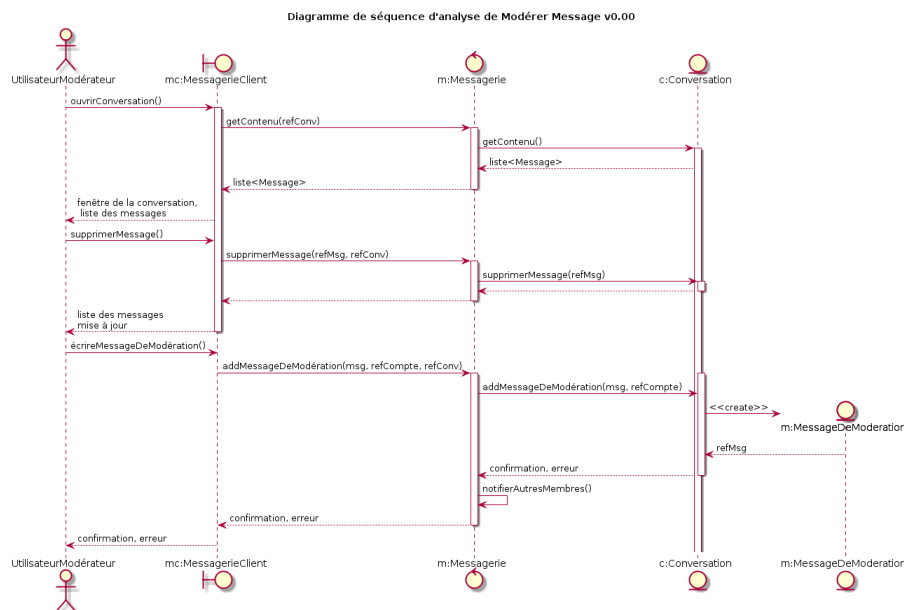 Diagramme de séquence d'analyse de Modérer Message v0.00
UtilisateurModérateur
mc:MessagerieClient
m:Messagerie
c:Conversation
ouvrirConversation()
getContenu(refConv)
getContenu()
liste<Message>
liste<Message>
fenêtre de la conversation,
liste des messages
supprimerMessage()
supprimerMessage(refMsg, refConv)
supprimerMessage(refMsg)
liste des messages
mise à jour
écrireMessageDeModération()
addMessageDeModération(msg, refCompte, refConv)
addMessageDeModération(msg, refCompte)
<<create>>
m:MessageDeModeration
refMsg
confirmation, erreur
notifierAutresMembres()
confirmation, erreur
confirmation, erreur
UtilisateurModérateur
mc:MessagerieClient
m:Messagerie
c:Conversation
m:MessageDeModeration